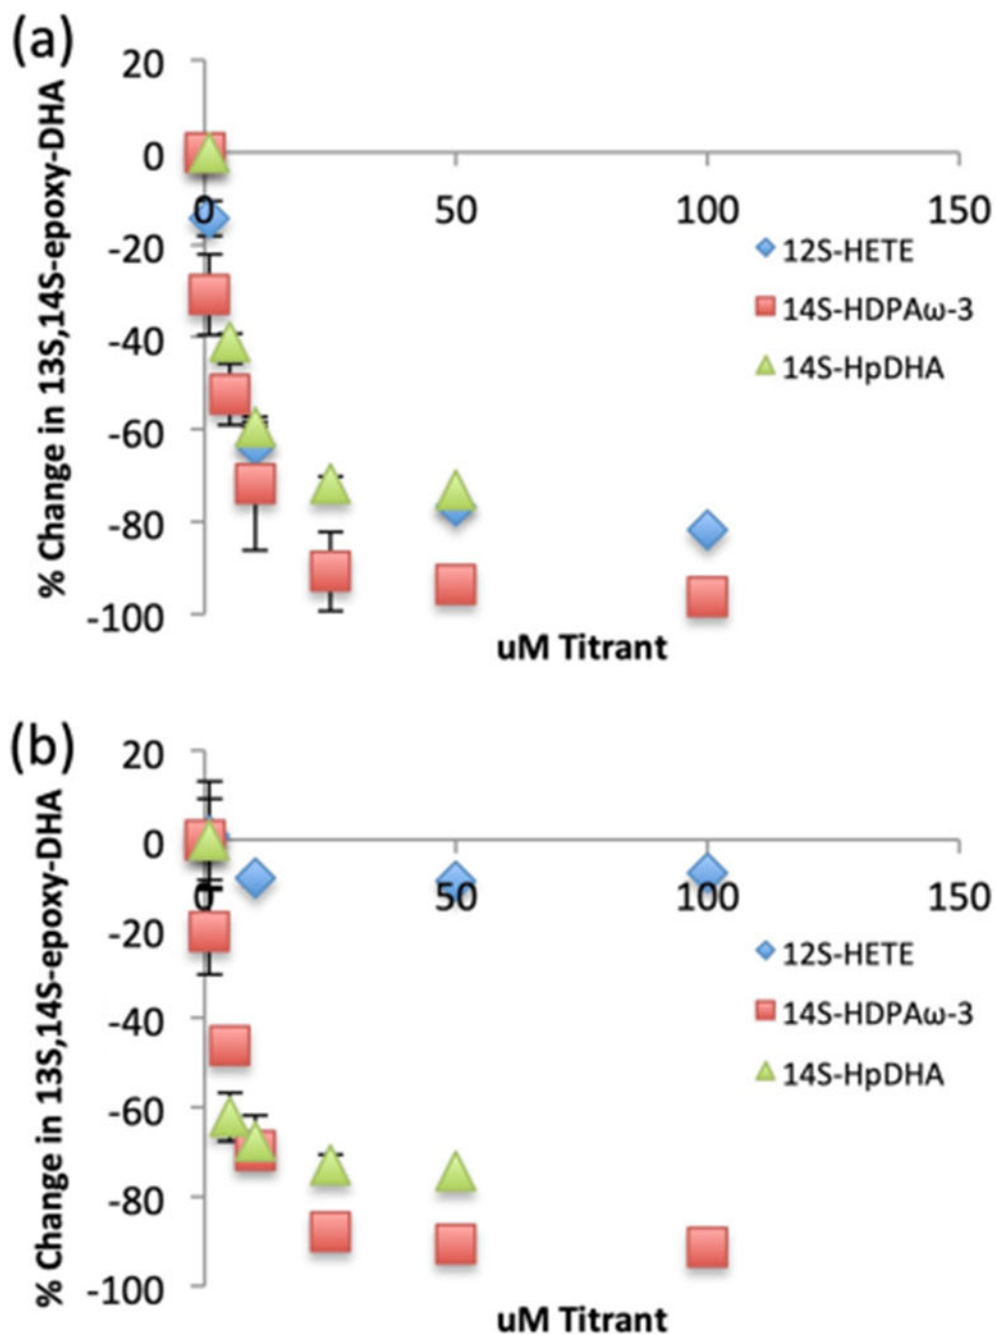 (a)
20
0
-20
-40
-60
-80
-100
0 50 100 150
% Change in 13S,14S-epoxy-DHA
12S-HETE
14S-HDPAω-3
14S-HpDHA
uM Titrant
(b)
20
0
-20
-40
-60
-80
-100
0 50 100 150
% Change in 13S,14S-epoxy-DHA
12S-HETE
14S-HDPAω-3
14S-HpDHA
uM Titrant